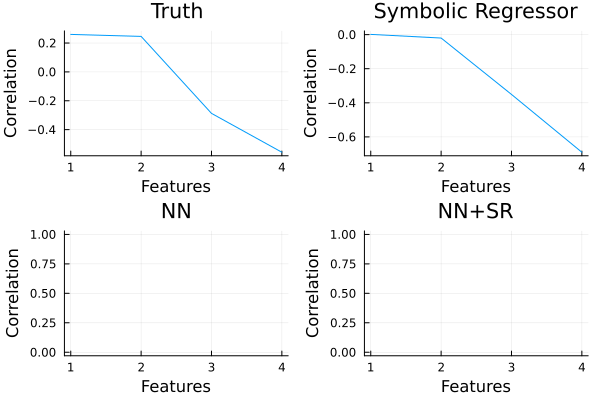 Truth
Correlation
0.2
0.0
−0.2
−0.4
1 2 3 4
Features
Symbolic Regressor
Correlation
0.0
−0.2
−0.4
−0.6
1 2 3 4
Features
NN
Correlation
1.00
0.75
0.50
0.25
0.00
1 2 3 4
Features
NN+SR
Correlation
1.00
0.75
0.50
0.25
0.00
1 2 3 4
Features